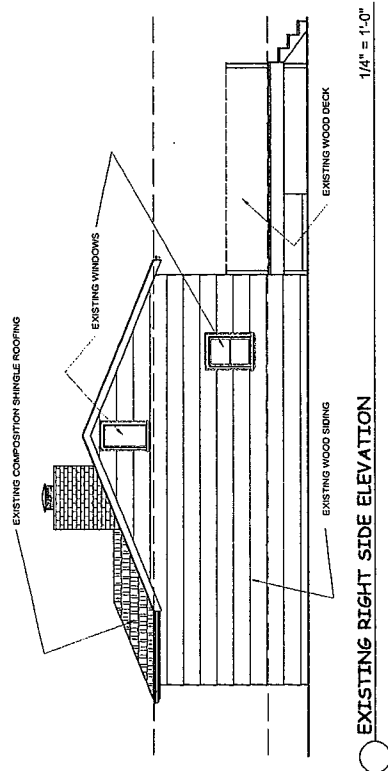 EXISTING COMPOSITION SHINGLE ROOFING
EXISTING WINDOWS
EXISTING WOOD DECK
EXISTING WOOD SIDING
EXISTING RIGHT SIDE ELEVATION
1/4" = 1'-0"